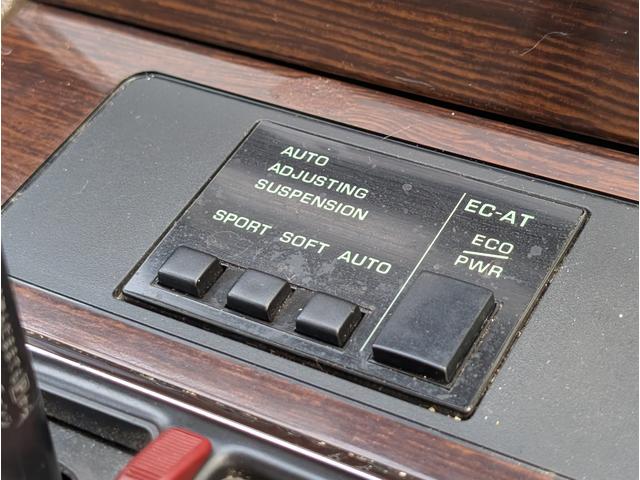 AUTO
ADJUSTING
SUSPENSION
SPORT SOFT AUTO
EC-AT
ECO
PWR